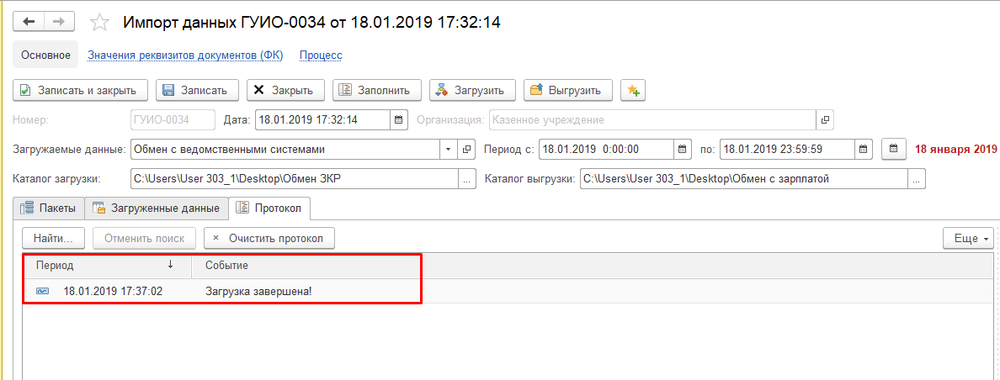 Импорт данных ГУИО-0034 от 18.01.2019 17:32:14
Основное Значения реквизитов документов (ФК) Процесс
Записать и закрыть Записать Закрыть Заполнить Загрузить Выгрузить
Номер: ГУИО-0034 Дата: 18.01.2019 17:32:14 Организация: Казенное учреждение
Загружаемые данные: Обмен с ведомственными системами Период с: 18.01.2019 0:00:00 по: 18.01.2019 23:59:59 18 января 2019
Каталог загрузки: C:\Users\User 303_1\Desktop\Обмен ЗКР ... Каталог выгрузки: C:\Users\User 303_1\Desktop\Обмен с зарплатой ...
Пакеты Загруженные данные Протокол
Найти... Отменить поиск × Очистить протокол Еще
Период ↓ Событие
18.01.2019 17:37:02 Загрузка завершена!